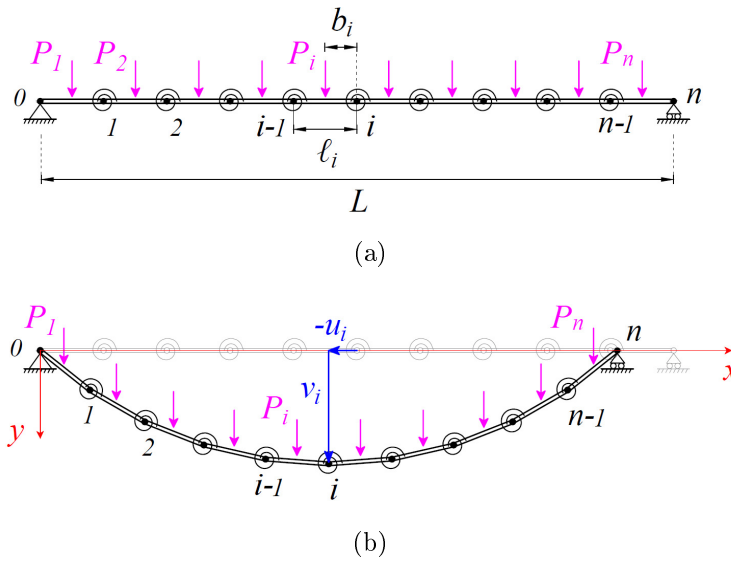 b_i
P_1 P_2 P_i P_n
0 n
1 2 i-1 i n-1
ℓ_i
L
(a)
P_1 -u_i P_n
0 n x
v_i
1 P_i n-1
y 2
i-1 i
(b)